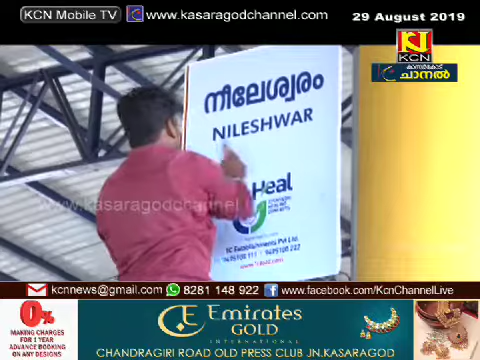 KCN Mobile TV
www.kasaragodchannel.com
29 August 2019
KCN
കാസർകോട്
ചാനൽ
നീലേശ്വരം
NILESHWAR
Heal
www.kasaragodchannel.com
kcnnews@gmail.com
8281 148 922
www.facebook.com/KcnChannelLive
0%
MAKING CHARGES
FOR 1 YEAR
ADVANCE BOOKING
ON ANY DESIGNS
Emirates
GOLD
INTERNATIONAL
CHANDRAGIRI ROAD OLD PRESS CLUB JN.KASARAGOD